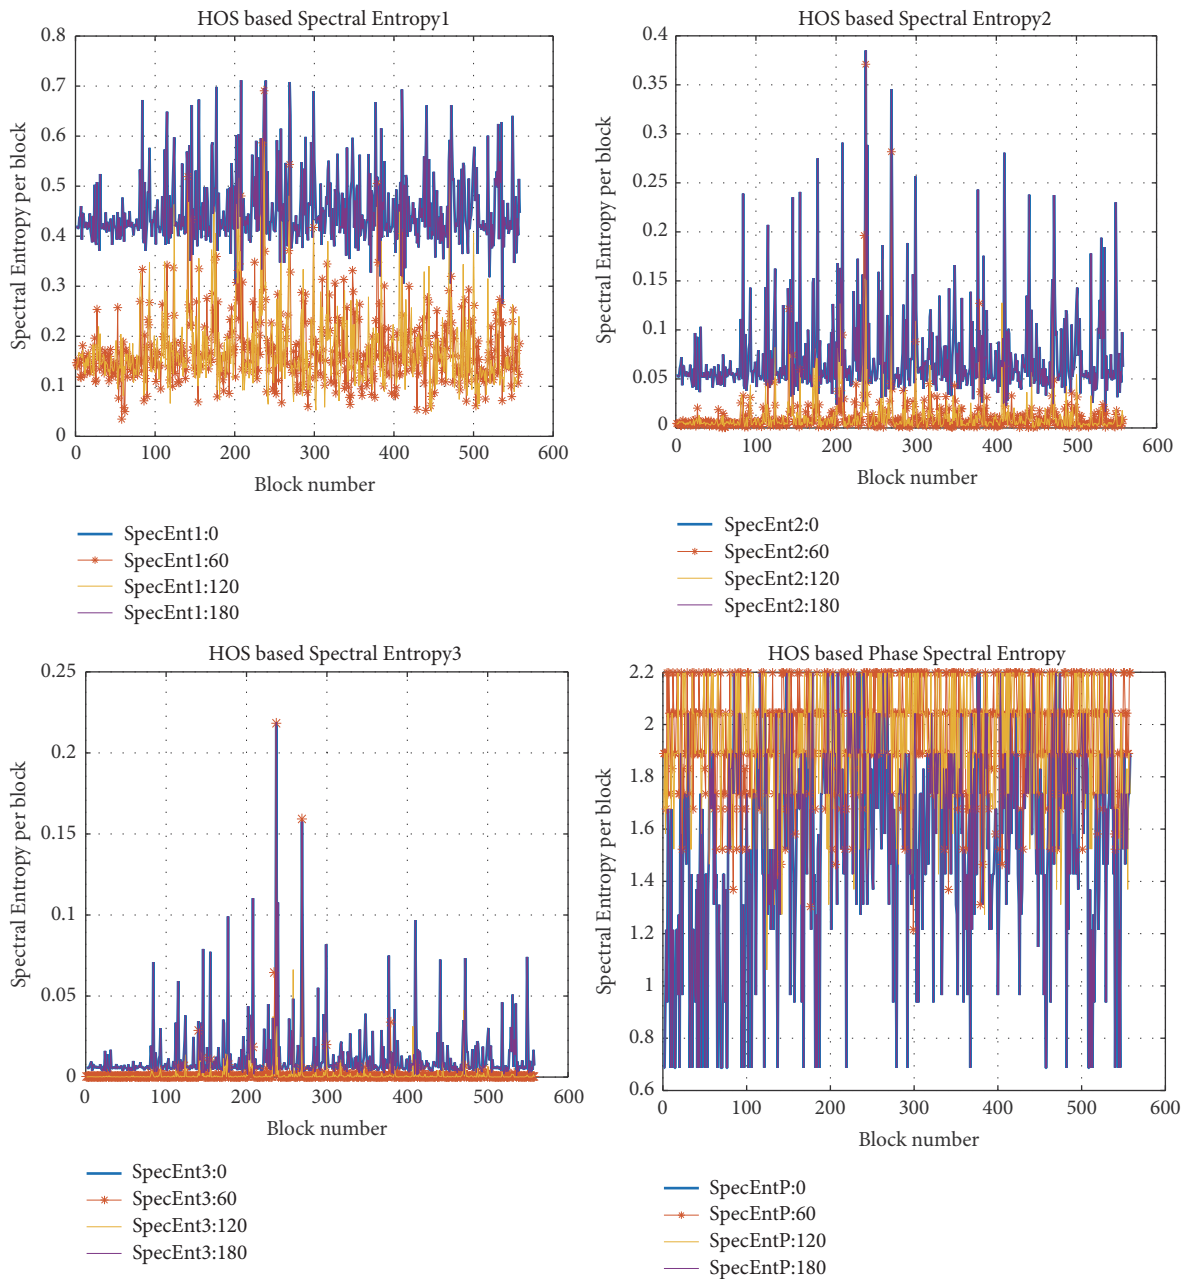 HOS based Spectral Entropy1
0.8
0.7
0.6
0.5
0.4
0.3
0.2
0.1
0
Spectral Entropy per block
0 100 200 300 400 500 600
Block number
SpecEnt1:0
SpecEnt1:60
SpecEnt1:120
SpecEnt1:180
HOS based Spectral Entropy2
0.4
0.35
0.3
0.25
0.2
0.15
0.1
0.05
0
Spectral Entropy per block
0 100 200 300 400 500 600
Block number
SpecEnt2:0
SpecEnt2:60
SpecEnt2:120
SpecEnt2:180
HOS based Spectral Entropy3
0.25
0.2
0.15
0.1
0.05
0
Spectral Entropy per block
0 100 200 300 400 500 600
Block number
SpecEnt3:0
SpecEnt3:60
SpecEnt3:120
SpecEnt3:180
HOS based Phase Spectral Entropy
2.2
2
1.8
1.6
1.4
1.2
1
0.8
0.6
Spectral Entropy per block
0 100 200 300 400 500 600
Block number
SpecEntP:0
SpecEntP:60
SpecEntP:120
SpecEntP:180